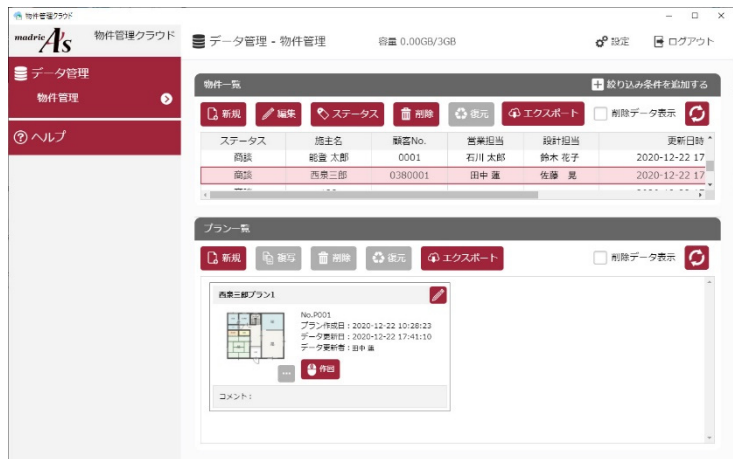 物件管理クラウド
madric A's 物件管理クラウド
データ管理 - 物件管理 容量 0.00GB/3GB 設定 ログアウト
データ管理
物件管理
ヘルプ
物件一覧 絞り込み条件を追加する
新規 編集 ステータス 削除 復元 エクスポート 削除データ表示
ステータス 施主名 顧客No. 営業担当 設計担当 更新日時
商談 能登 太郎 0001 石川 太郎 鈴木 花子 2020-12-22 17
商談 西泉三郎 0380001 田中 蓮 佐藤 晃 2020-12-22 17
プラン一覧
新規 複写 削除 復元 エクスポート 削除データ表示
西泉三郎プラン1
No.P001
プラン作成日：2020-12-22 10:28:23
データ更新日：2020-12-22 17:41:10
データ更新者：田中 蓮
作図
コメント：